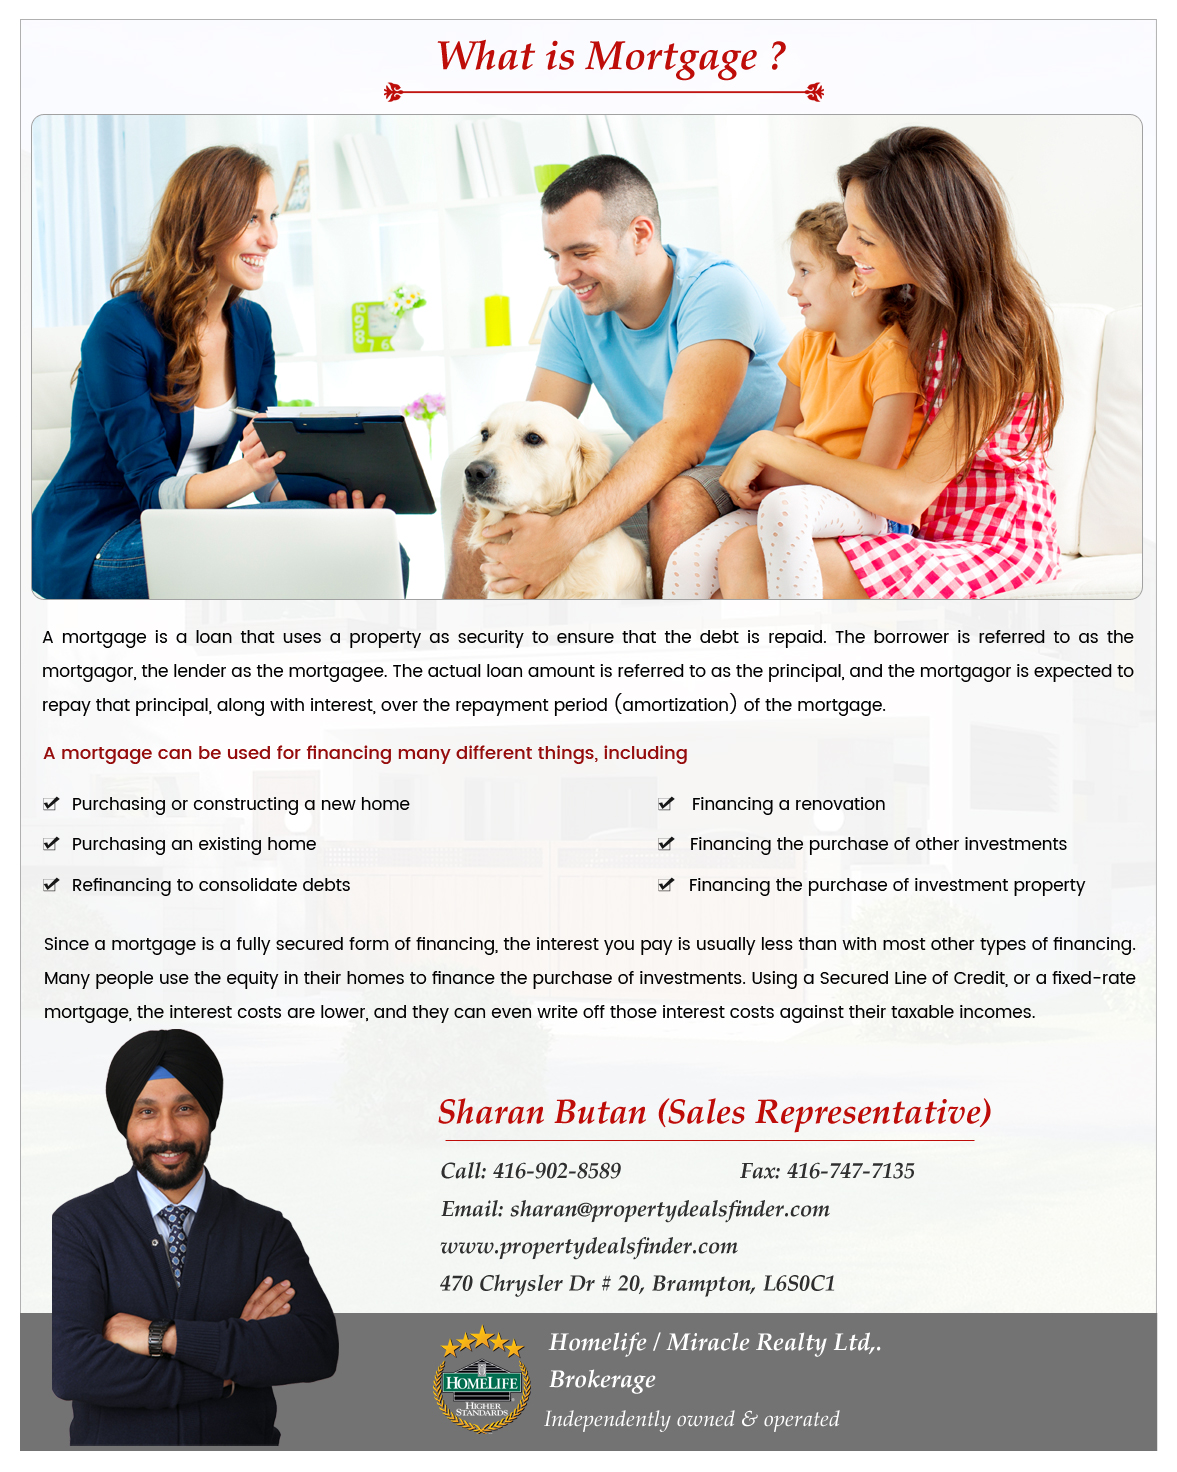 What is Mortgage ?
A mortgage is a loan that uses a property as security to ensure that the debt is repaid. The borrower is referred to as the
mortgagor, the lender as the mortgagee. The actual loan amount is referred to as the principal, and the mortgagor is expected to
repay that principal, along with interest, over the repayment period (amortization) of the mortgage.
A mortgage can be used for financing many different things, including
Purchasing or constructing a new home
Purchasing an existing home
Refinancing to consolidate debts
Financing a renovation
Financing the purchase of other investments
Financing the purchase of investment property
Since a mortgage is a fully secured form of financing, the interest you pay is usually less than with most other types of financing.
Many people use the equity in their homes to finance the purchase of investments. Using a Secured Line of Credit, or a fixed-rate
mortgage, the interest costs are lower, and they can even write off those interest costs against their taxable incomes.
Sharan Butan (Sales Representative)
Call: 416-902-8589 Fax: 416-747-7135
Email: sharan@propertydealsfinder.com
www.propertydealsfinder.com
470 Chrysler Dr # 20, Brampton, L6S0C1
HOMELIFE
HIGHER
STANDARDS
Homelife / Miracle Realty Ltd,.
Brokerage
Independently owned & operated